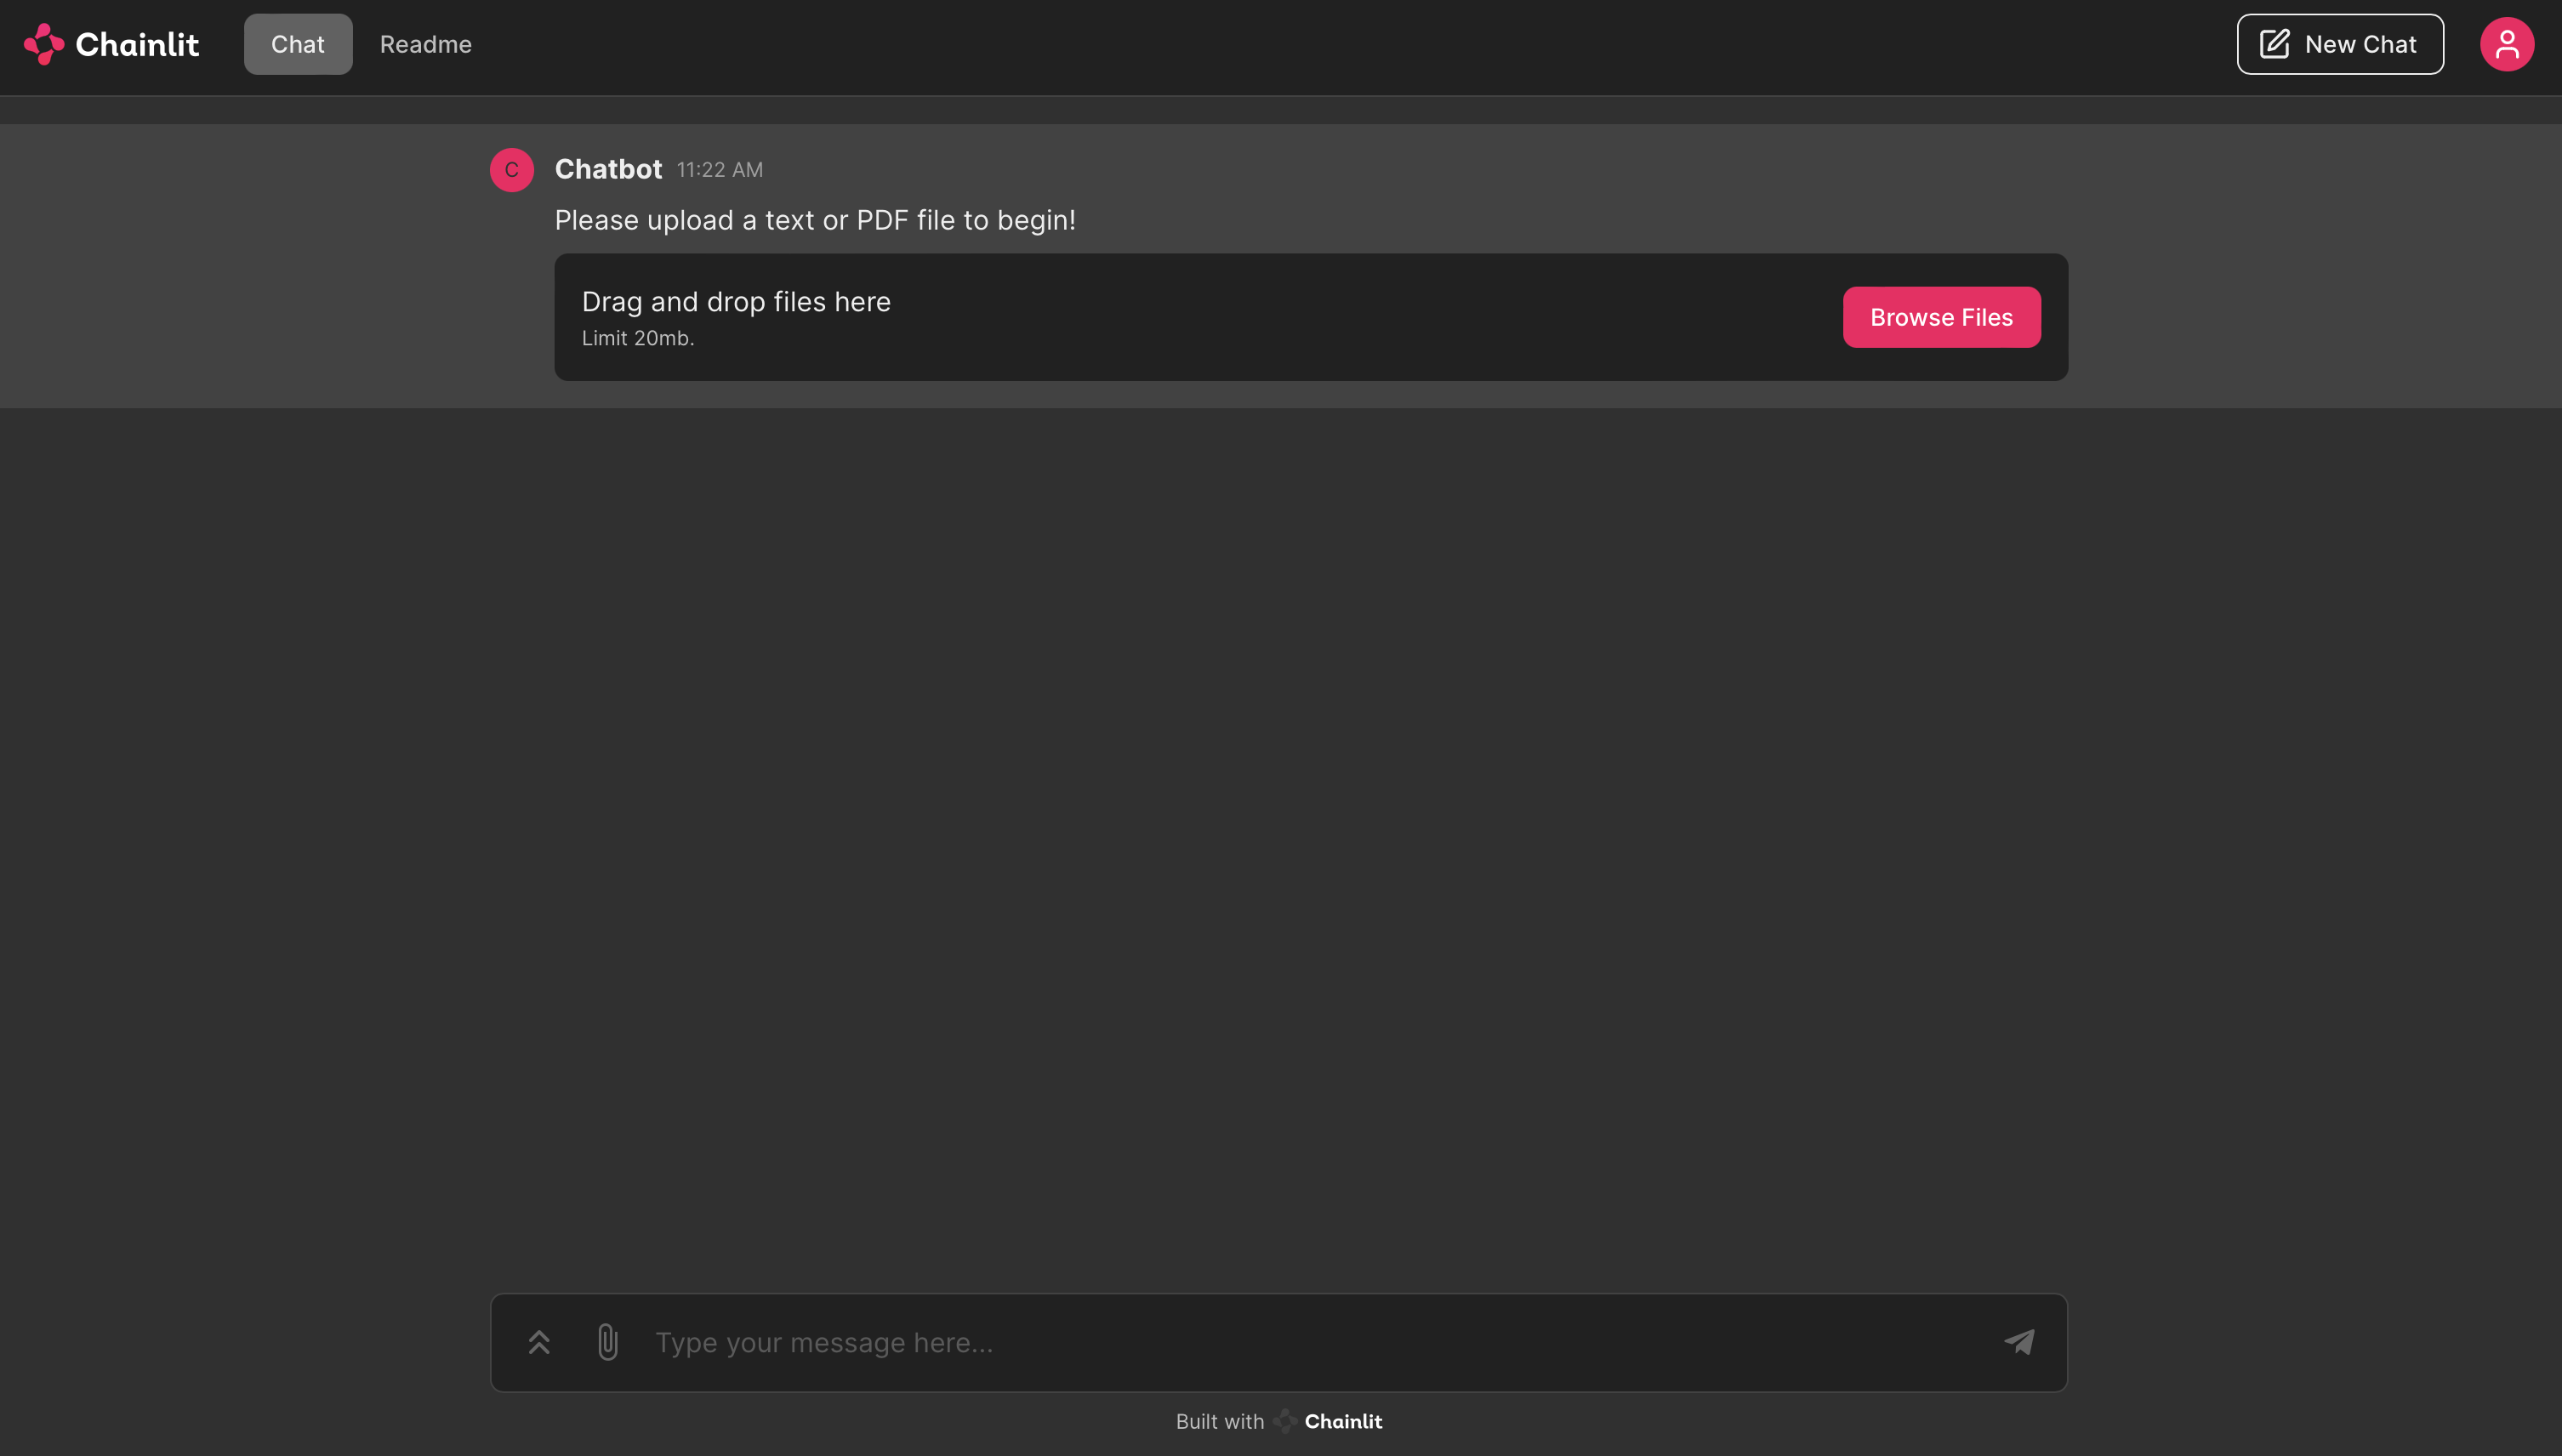 Chainlit
Chat
Readme
New Chat
C
Chatbot 11:22 AM
Please upload a text or PDF file to begin!
Drag and drop files here
Limit 20mb.
Browse Files
Type your message here...
Built with Chainlit